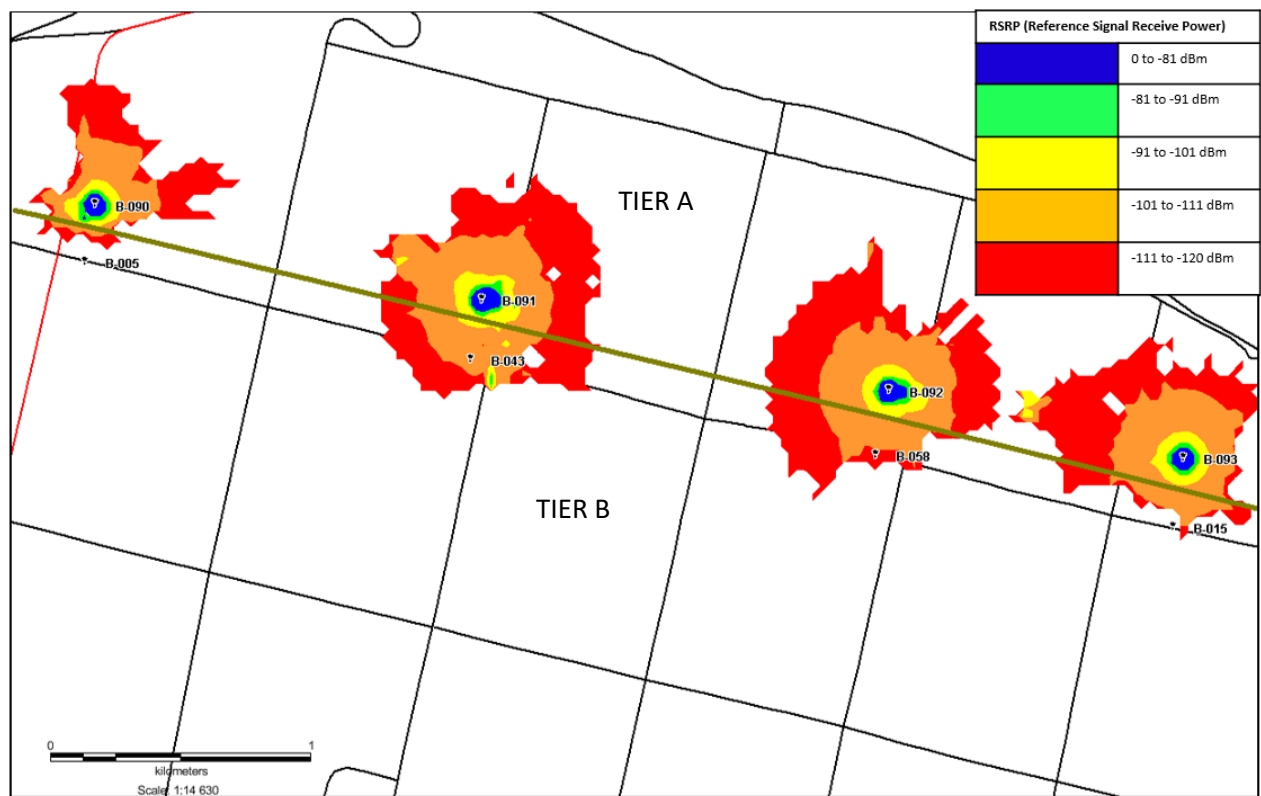 RSRP (Reference Signal Receive Power)
0 to -81 dBm
-81 to -91 dBm
-91 to -101 dBm
-101 to -111 dBm
-111 to -120 dBm
TIER A
B-090
B-005
B-091
B-043
B-092
B-058
B-093
B-015
TIER B
0 1
kilometers
Scale: 1:14 630